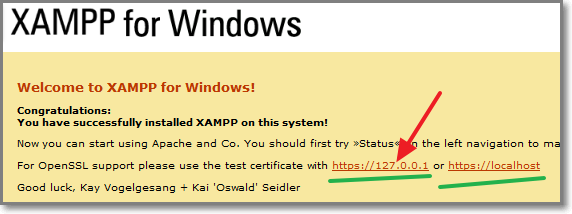 XAMPP for Windows
Welcome to XAMPP for Windows!
Congratulations:
You have successfully installed XAMPP on this system!
Now you can start using Apache and Co. You should first try »Status« in the left navigation to ma
For OpenSSL support please use the test certificate with https://127.0.0.1 or https://localhost
Good luck, Kay Vogelgesang + Kai 'Oswald' Seidler